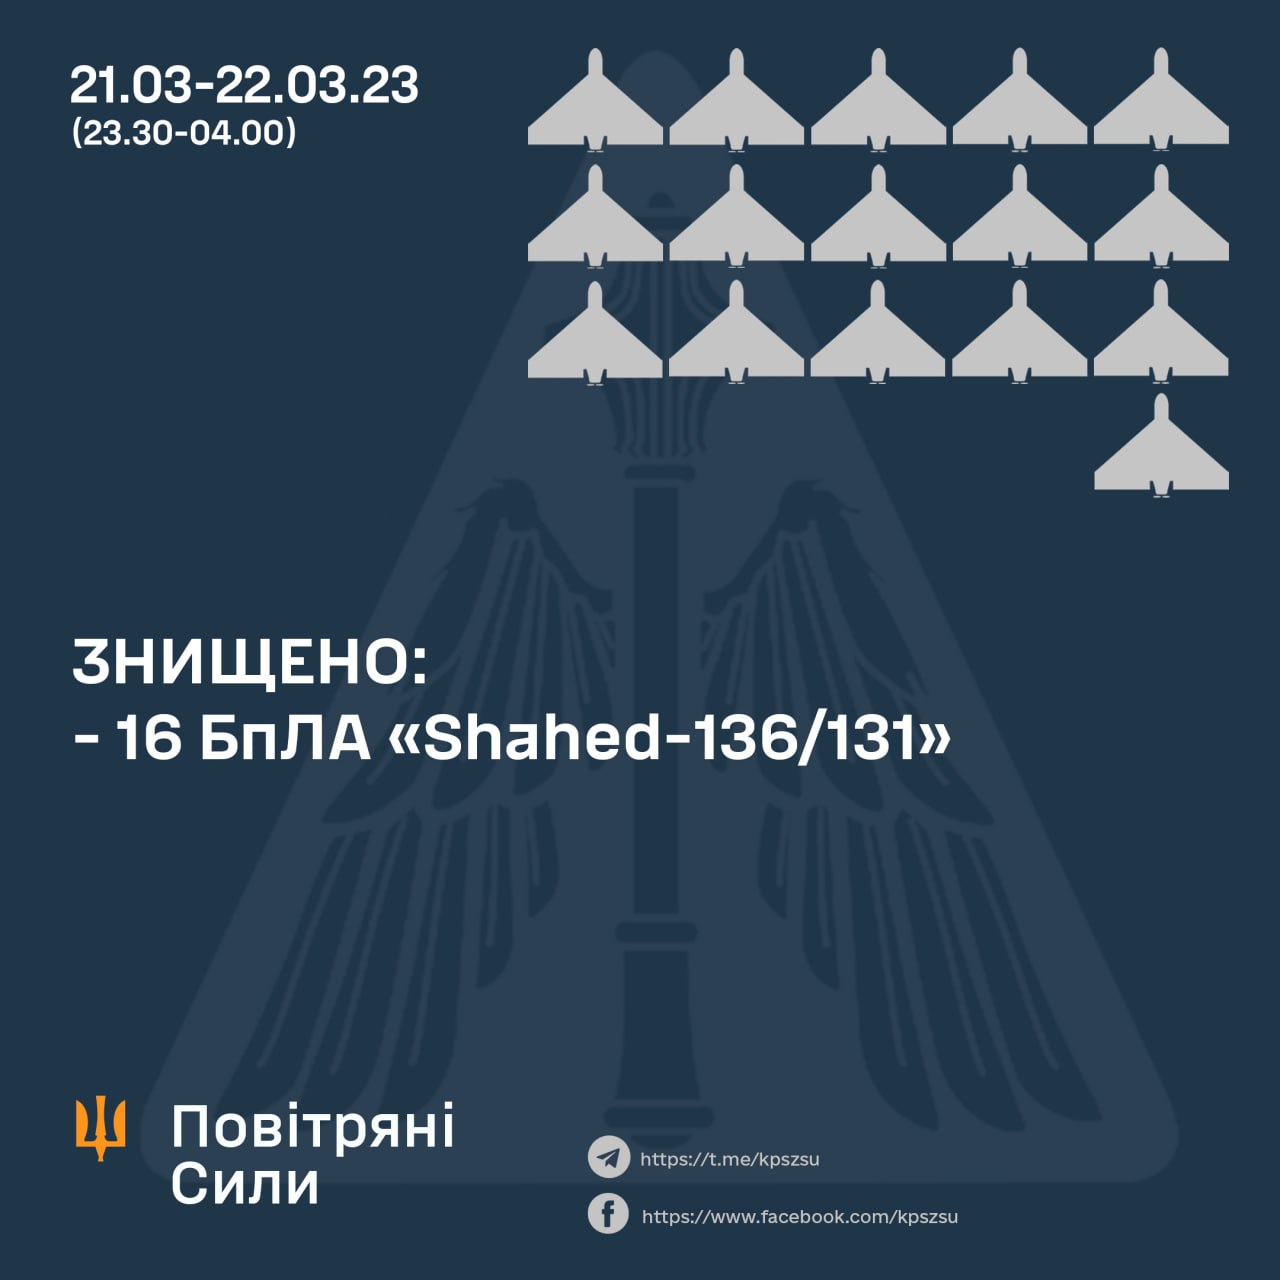 21.03-22.03.23
(23.30-04.00)
ЗНИЩЕНО:
- 16 БпЛА «Shahed-136/131»
Повітряні
Сили
https://t.me/kpszsu
https://www.facebook.com/kpszsu